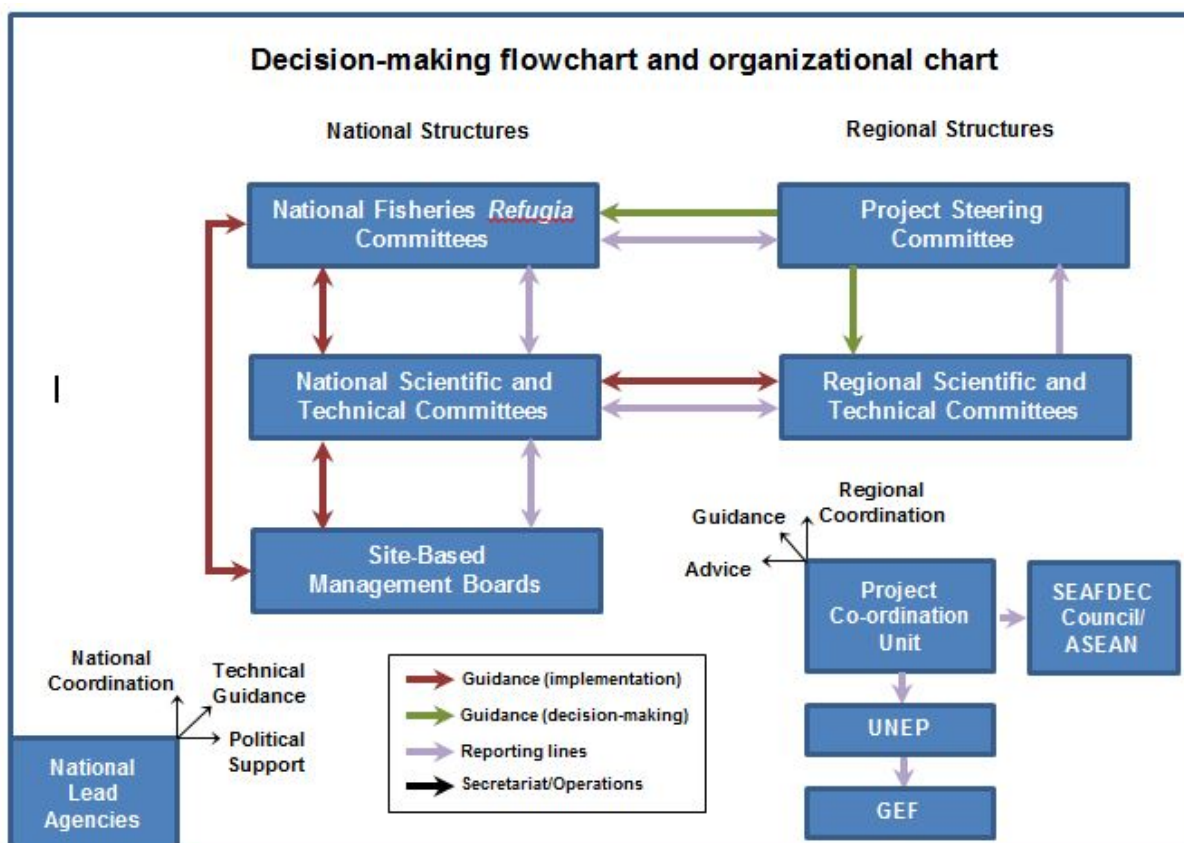 Decision-making flowchart and organizational chart
National Structures
Regional Structures
National Fisheries Refugia
Committees
Project Steering
Committee
National Scientific and
Technical Committees
Regional Scientific and
Technical Committees
Site-Based
Management Boards
Regional
Coordination
Guidance
Advice
Project
Co-ordination
Unit
SEAFDEC
Council/
ASEAN
UNEP
GEF
National
Coordination
Technical
Guidance
Political
Support
National
Lead
Agencies
Guidance (implementation)
Guidance (decision-making)
Reporting lines
Secretariat/Operations